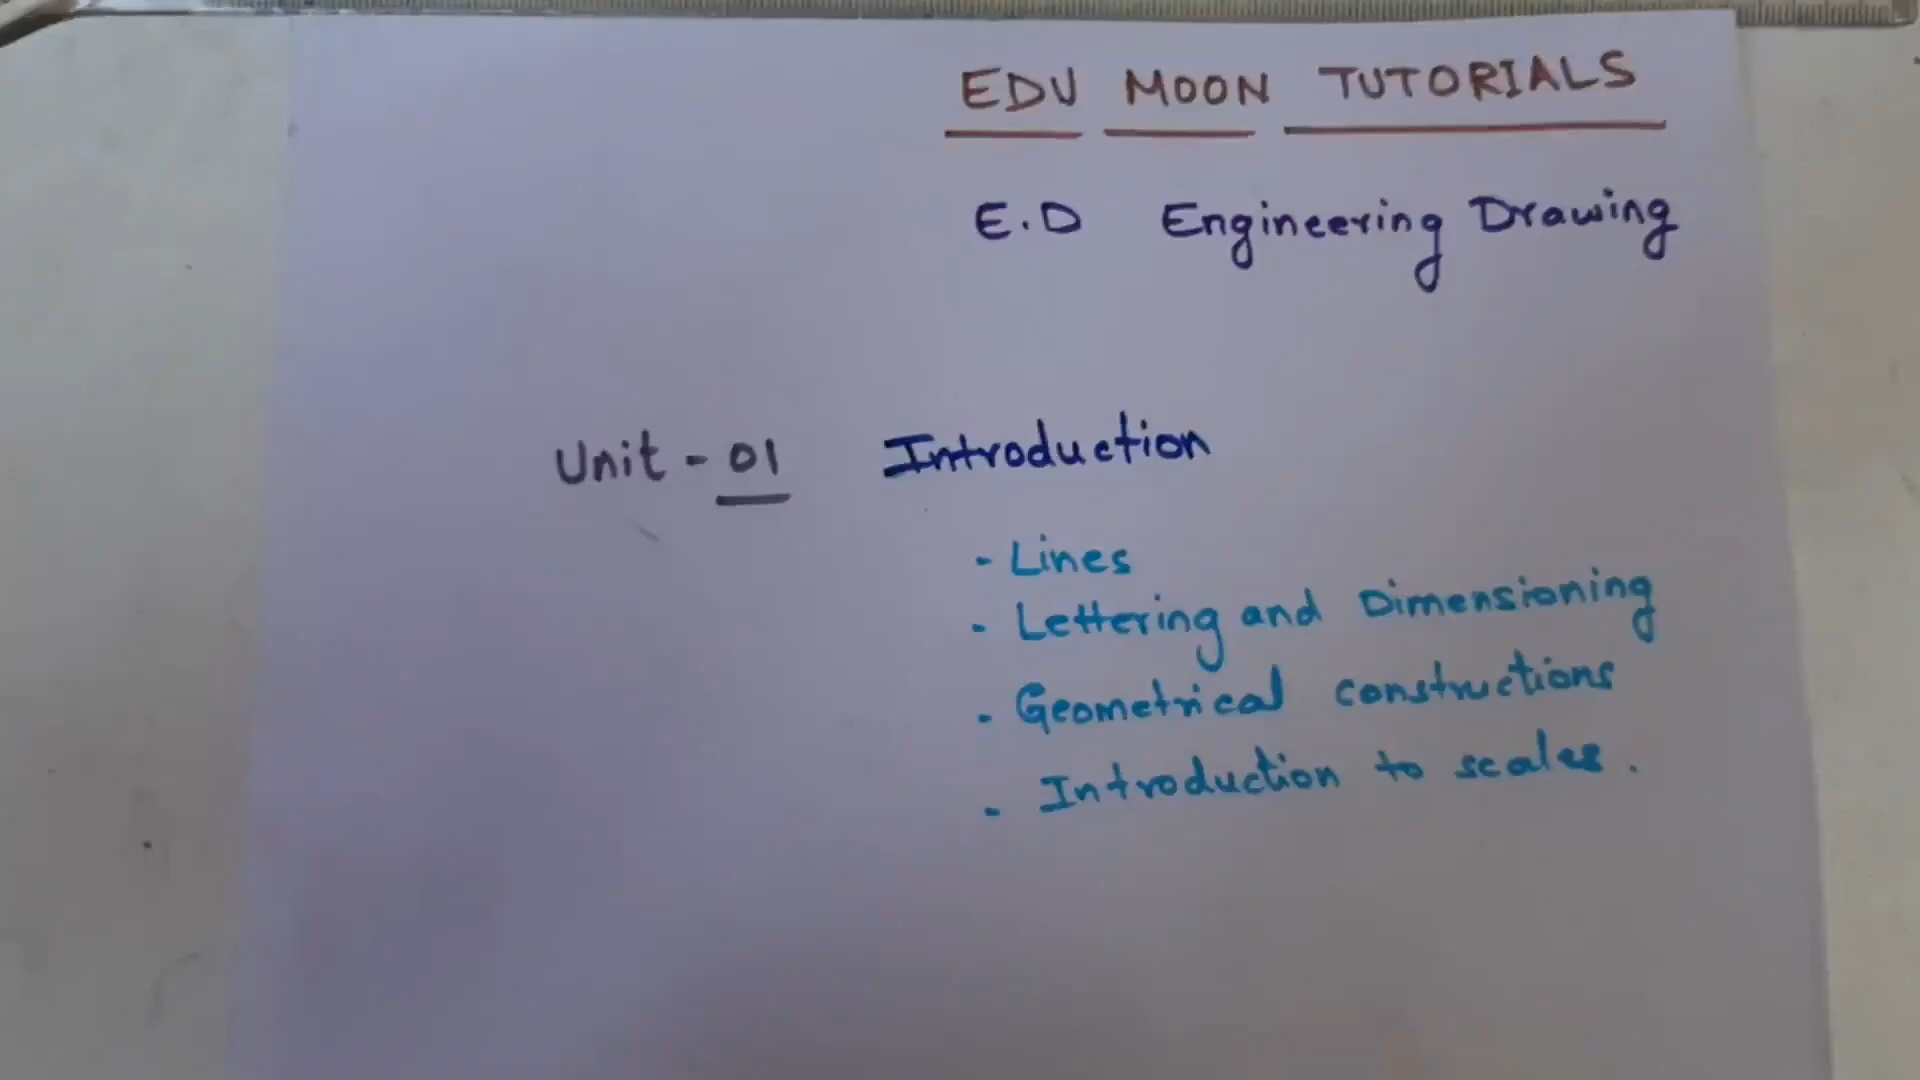 EDU MOON TUTORIALS
E.D Engineering Drawing
Unit - 01 Introduction
- Lines
- Lettering and Dimensioning
- Geometrical constructions
- Introduction to scales.